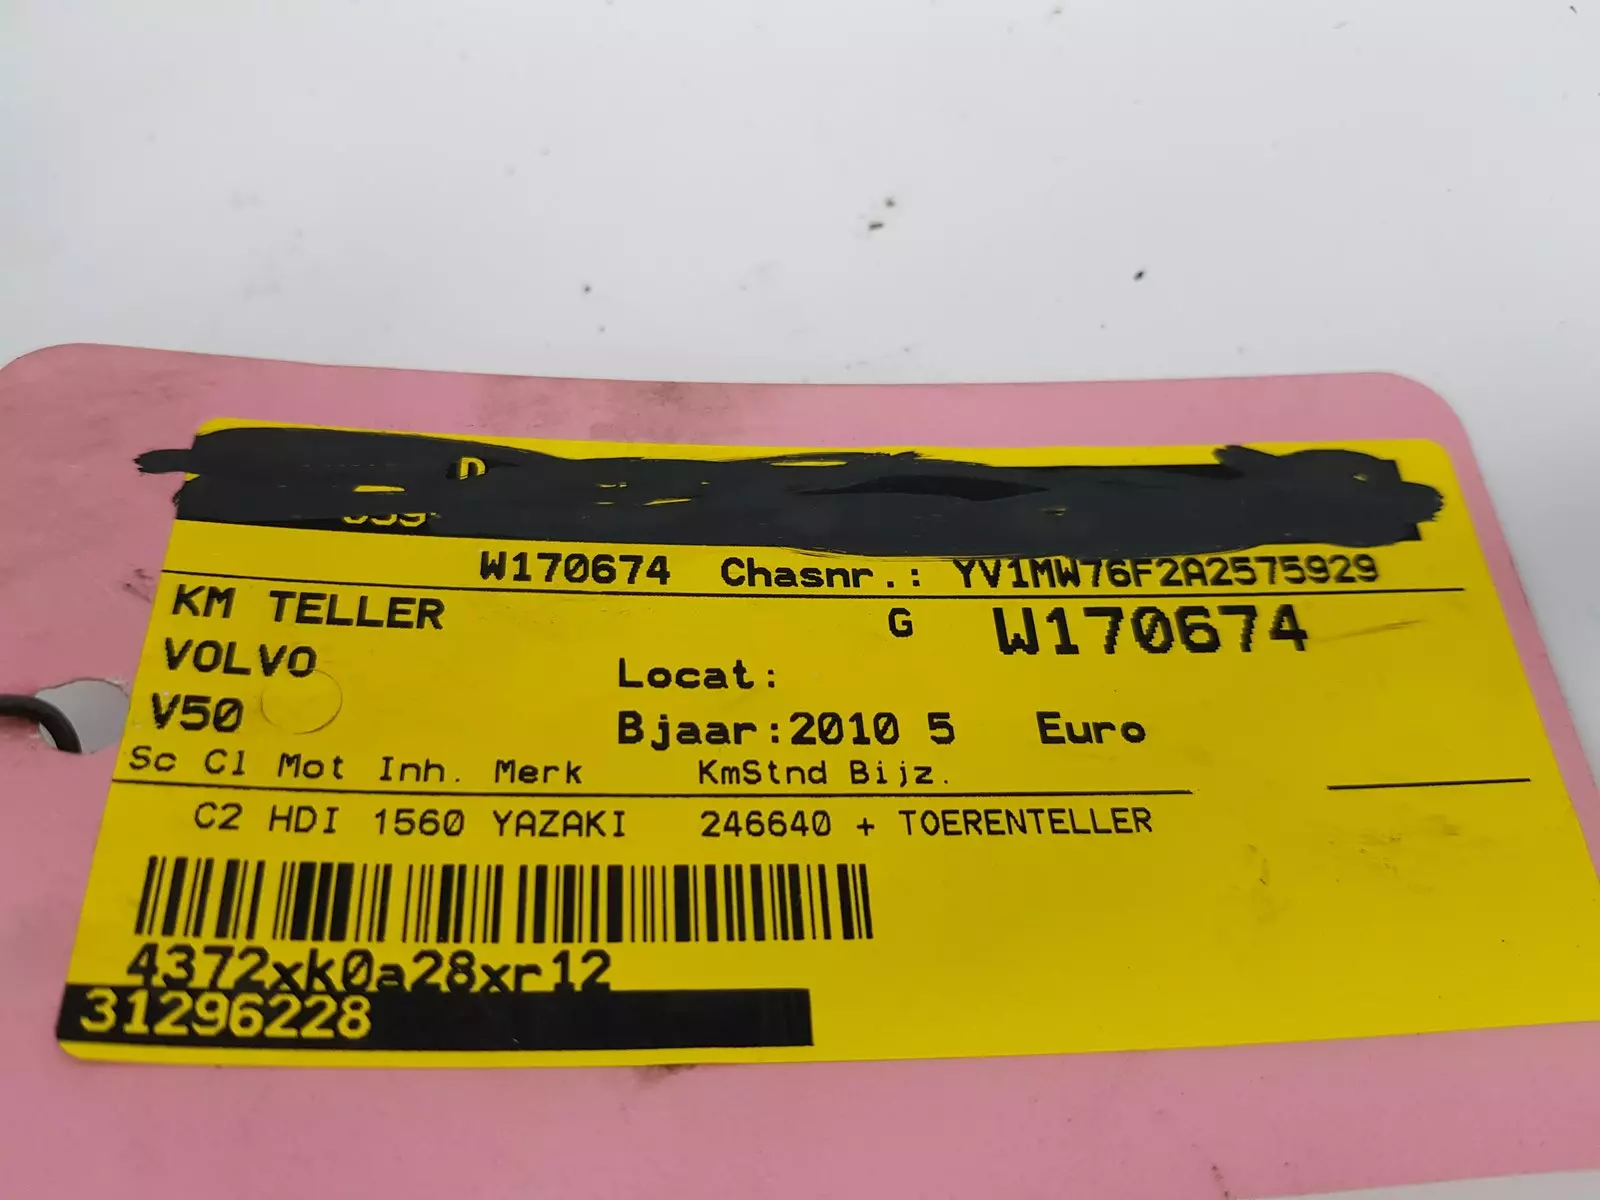 W170674 Chasnr.: YV1MW76F2A2575929
KM TELLER G W170674
VOLVO Locat:
V50 Bjaar:2010 5 Euro
Sc Cl Mot Inh. Merk KmStnd Bijz.
C2 HDI 1560 YAZAKI 246640 + TOERENTELLER
4372xk0a28xr12
31296228